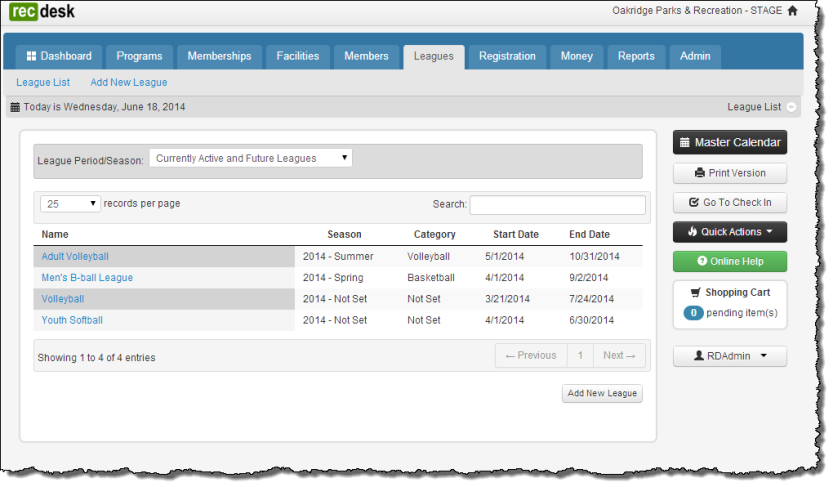 rec desk
Oakridge Parks & Recreation - STAGE
Dashboard Programs Memberships Facilities Members Leagues Registration Money Reports Admin
League List Add New League
Today is Wednesday, June 18, 2014 League List
Master Calendar
League Period/Season: Currently Active and Future Leagues
Print Version
25 records per page Search:
Go To Check In
Name Season Category Start Date End Date
Quick Actions
Adult Volleyball 2014 - Summer Volleyball 5/1/2014 10/31/2014
Online Help
Men's B-ball League 2014 - Spring Basketball 4/1/2014 9/2/2014
Shopping Cart
Volleyball 2014 - Not Set Not Set 3/21/2014 7/24/2014
0 pending item(s)
Youth Softball 2014 - Not Set Not Set 4/1/2014 6/30/2014
Showing 1 to 4 of 4 entries ← Previous 1 Next →
RDAdmin
Add New League